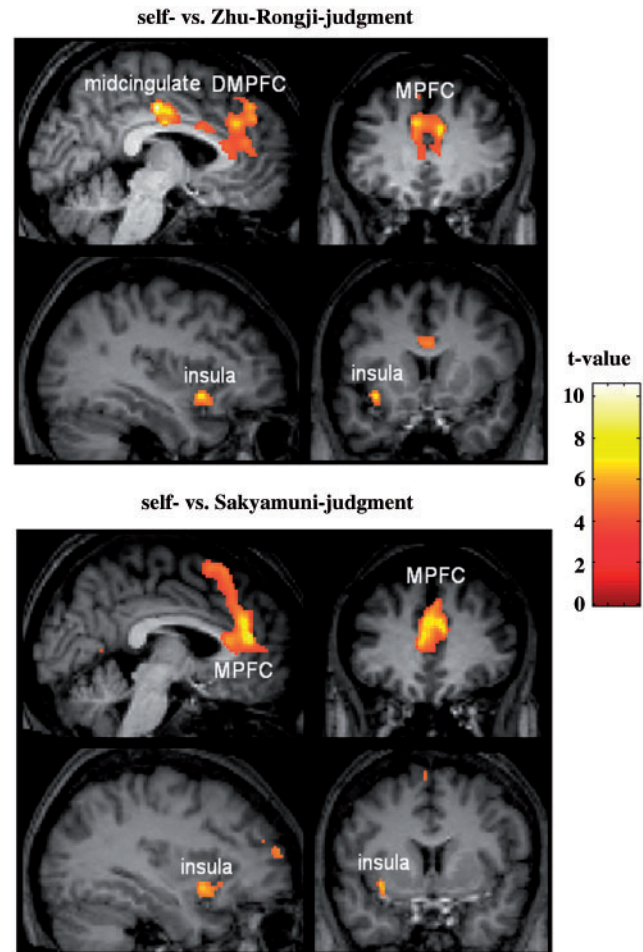 self- vs. Zhu-Rongji-judgment
midcingulate DMPFC
MPFC
insula
insula
t-value
10
8
6
4
2
0
self- vs. Sakyamuni-judgment
MPFC
MPFC
insula
insula